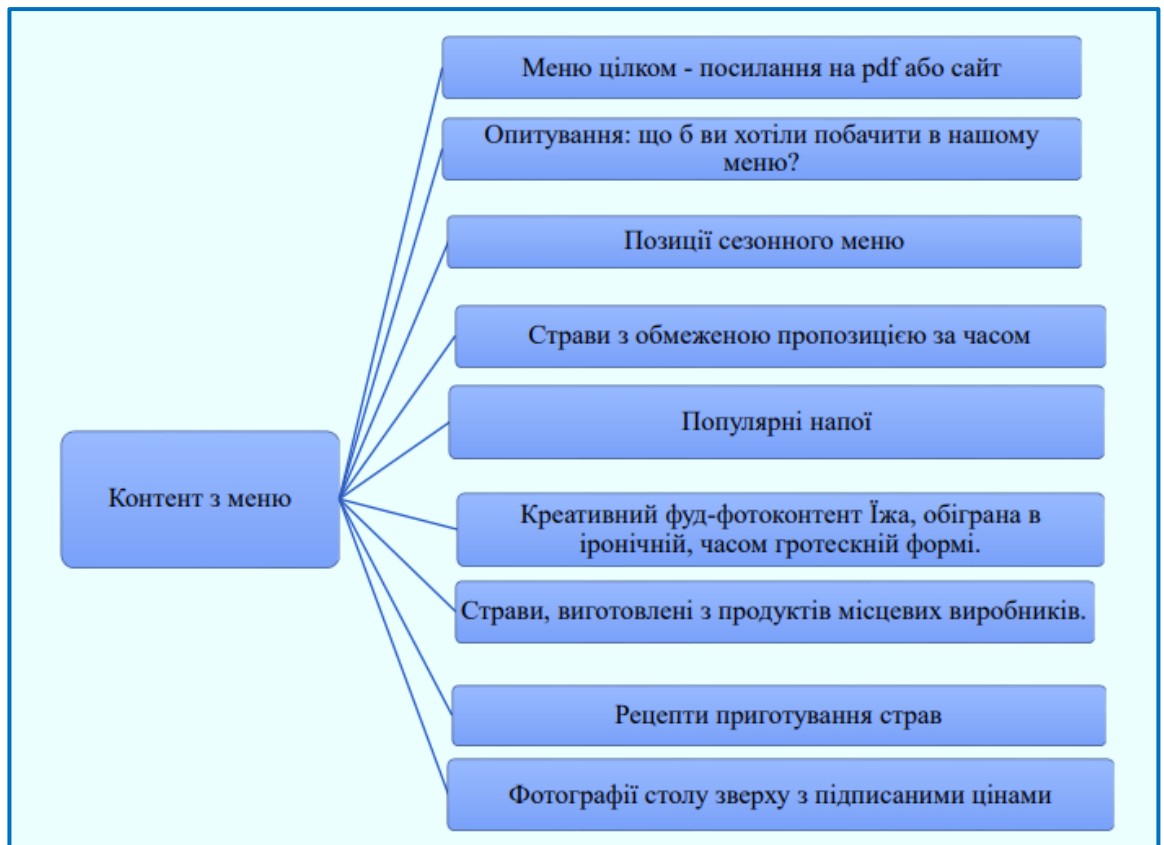 Меню цілком - посилання на pdf або сайт
Опитування: що б ви хотіли побачити в нашому
меню?
Позиції сезонного меню
Страви з обмеженою пропозицією за часом
Популярні напої
Контент з меню
Креативний фуд-фотоконтент Їжа, обіграна в
іронічній, часом гротескній формі.
Страви, виготовлені з продуктів місцевих виробників.
Рецепти приготування страв
Фотографії столу зверху з підписаними цінами